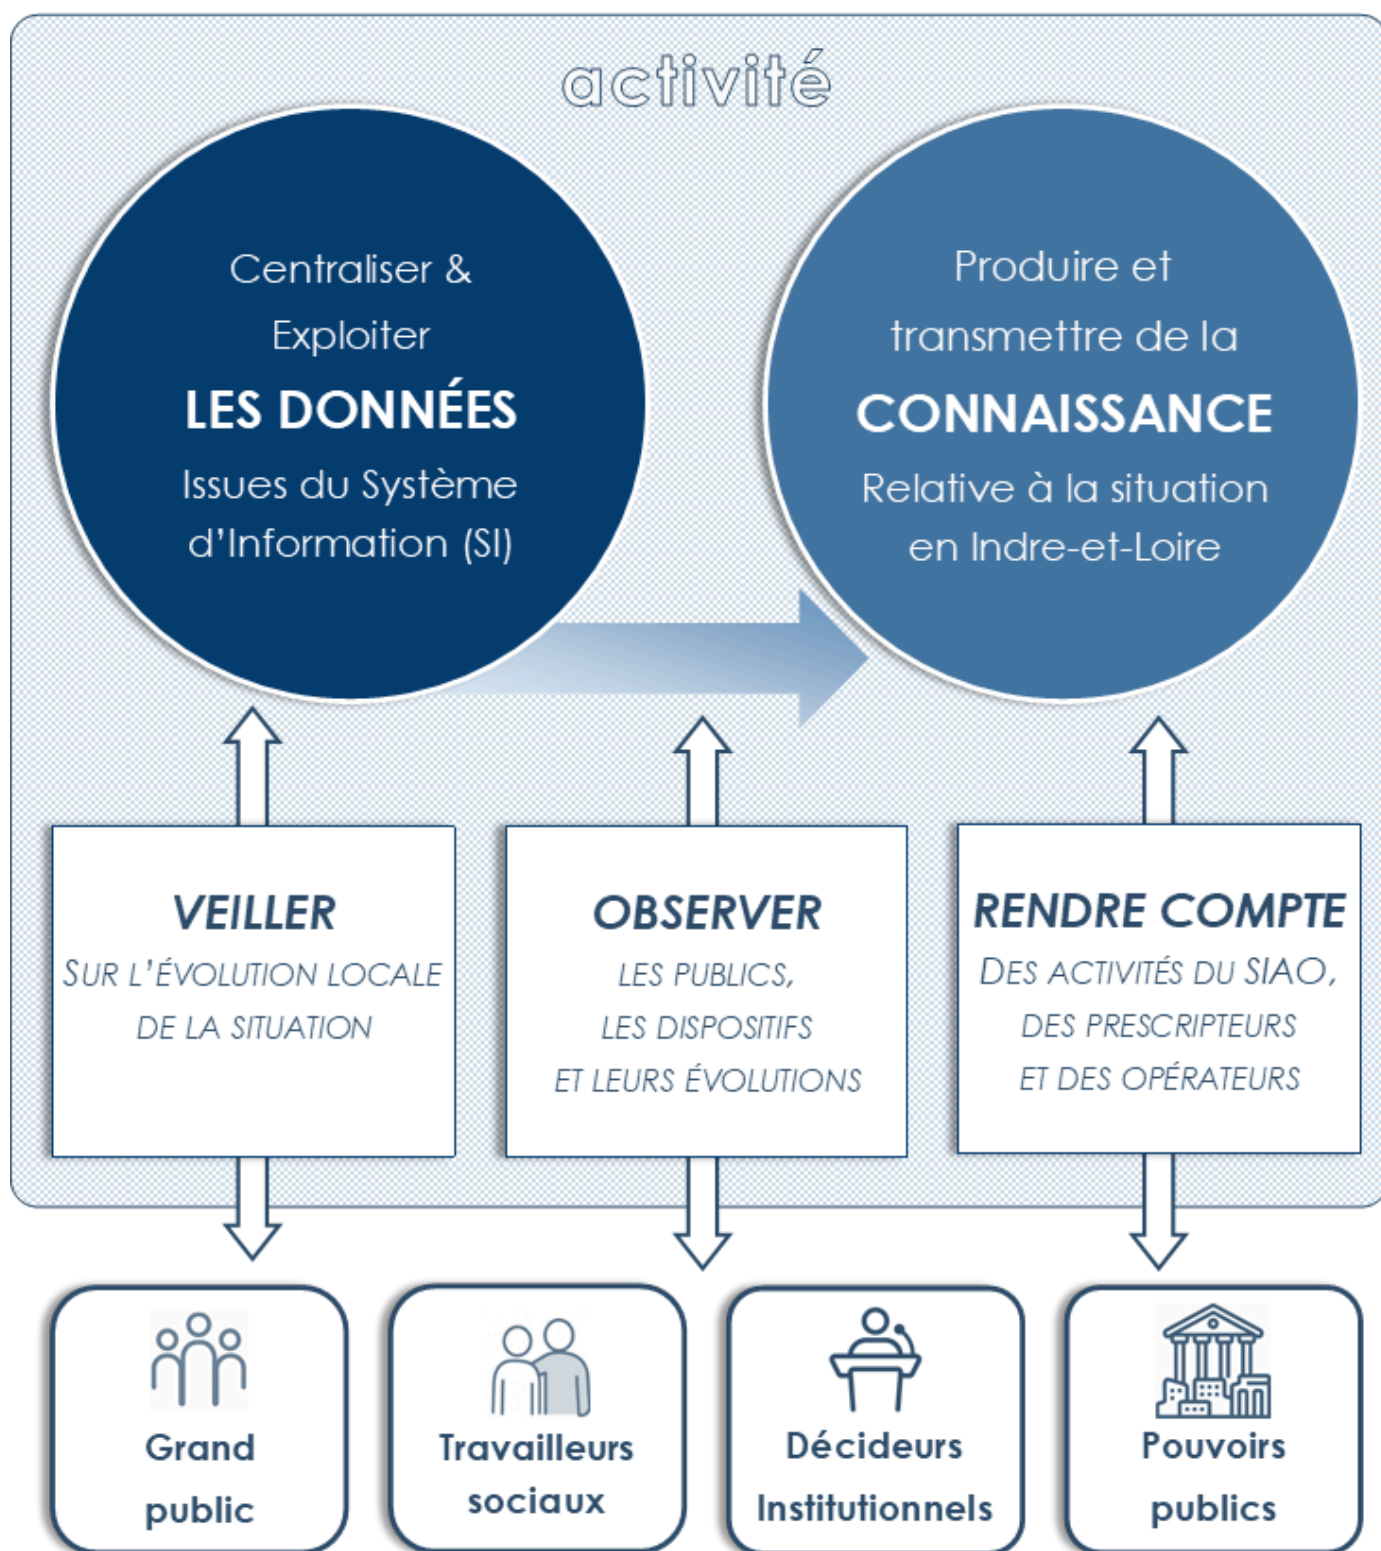 activité
Centraliser &
Exploiter
LES DONNÉES
Issues du Système
d'Information (SI)
Produire et
transmettre de la
CONNAISSANCE
Relative à la situation
en Indre-et-Loire
VEILLER
SUR L'ÉVOLUTION LOCALE
DE LA SITUATION
OBSERVER
LES PUBLICS,
LES DISPOSITIFS
ET LEURS ÉVOLUTIONS
RENDRE COMPTE
DES ACTIVITÉS DU SIAO,
DES PRESCRIPTEURS
ET DES OPÉRATEURS
Grand
public
Travailleurs
sociaux
Décideurs
Institutionnels
Pouvoirs
publics